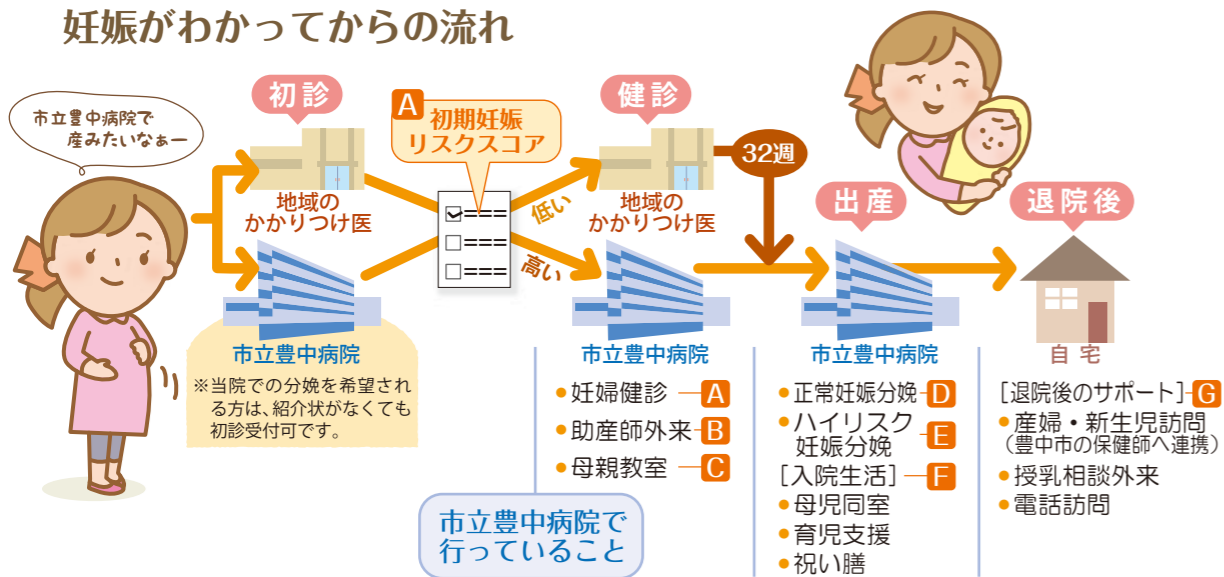 妊娠がわかってからの流れ
市立豊中病院で
産みたいなぁー
初診
地域の
かかりつけ医
市立豊中病院
※当院での分娩を希望され
る方は、紹介状がなくても
初診受付可です。
A
初期妊娠
リスクスコア
低い
高い
健診
地域の
かかりつけ医
32週
市立豊中病院
●妊婦健診 A
●助産師外来 B
●母親教室 C
市立豊中病院で
行っていること
出産
市立豊中病院
●正常妊娠分娩 D
●ハイリスク
妊娠分娩 E
[入院生活] F
●母児同室
●育児支援
●祝い膳
退院後
自宅
[退院後のサポート] G
●産婦・新生児訪問
（豊中市の保健師へ連携）
●授乳相談外来
●電話訪問